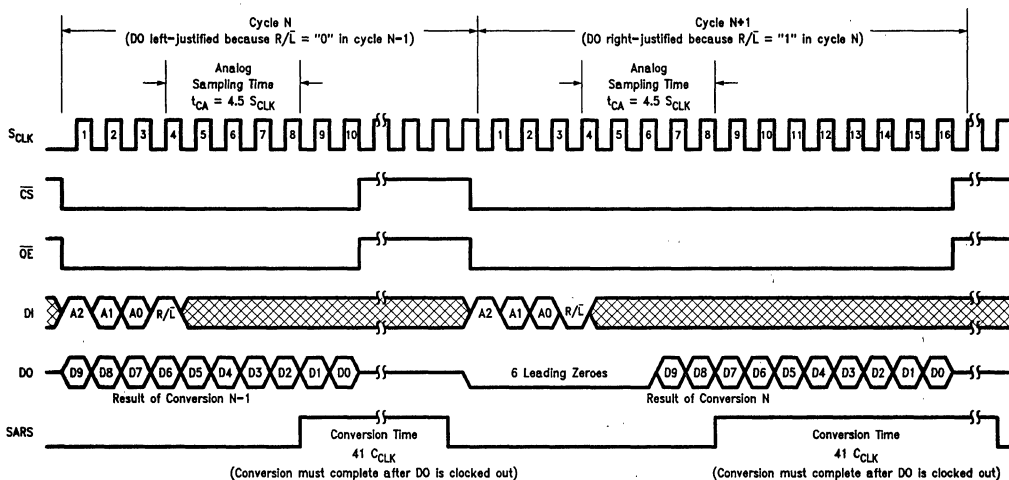 Cycle N
(DO left-justified because R/L̅ = "0" in cycle N-1)
Cycle N+1
(DO right-justified because R/L̅ = "1" in cycle N)
Analog
Sampling Time
tCA = 4.5 SCLK
Analog
Sampling Time
tCA = 4.5 SCLK
SCLK
1 2 3 4 5 6 7 8 9 10 1 2 3 4 5 6 7 8 9 10 11 12 13 14 15 16
C̅S̅
O̅E̅
DI A2 A1 A0 R/L̅ A2 A1 A0 R/L̅
DO D9 D8 D7 D6 D5 D4 D3 D2 D1 D0 6 Leading Zeroes D9 D8 D7 D6 D5 D4 D3 D2 D1 D0
Result of Conversion N-1
Result of Conversion N
SARS
Conversion Time
41 CCLK
(Conversion must complete after DO is clocked out)
Conversion Time
41 CCLK
(Conversion must complete after DO is clocked out)